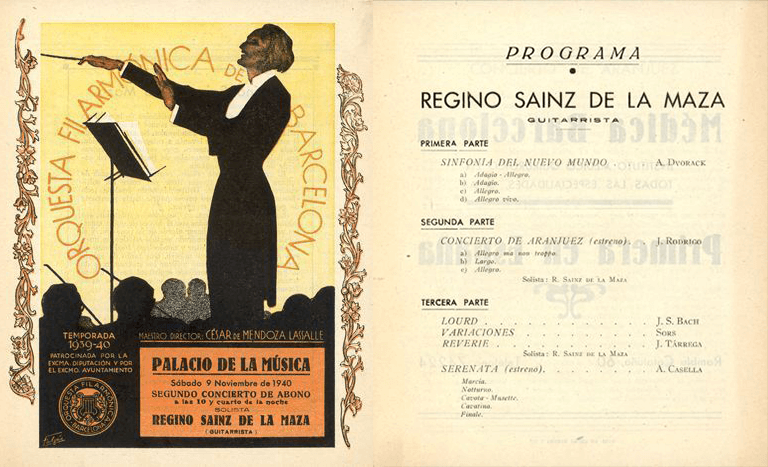 ORQUESTA FILARMÓNICA DE BARCELONA
TEMPORADA
1939-40
PATROCINADA POR LA
EXCMA. DIPUTACIÓN Y POR
EL EXCMO. AYUNTAMIENTO
MAESTRO DIRECTOR: CÉSAR DE MENDOZA LASSALLE
PALACIO DE LA MÚSICA
Sábado 9 Noviembre de 1940
SEGUNDO CONCIERTO DE ABONO
a las 10 y cuarto de la noche
SOLISTA
REGINO SAINZ DE LA MAZA
(GUITARRISTA)
ORQUESTA FILARMÓNICA
BARCELONA
PROGRAMA
REGINO SAINZ DE LA MAZA
GUITARRISTA
PRIMERA PARTE
SINFONIA DEL NUEVO MUNDO. A. DVORACK
a) Adagio - Allegro.
b) Adagio.
c) Allegro.
d) Allegro vivo.
SEGUNDA PARTE
CONCIERTO DE ARANJUEZ (estreno). . J. RODRIGO
a) Allegro ma non troppo.
b) Largo.
c) Allegro.
Solista: R. SAINZ DE LA MAZA
TERCERA PARTE
LOURD . . . . . . . . . . . . J. S. BACH
VARIACIONES . . . . . . . . . . SORS
REVERIE . . . . . . . . . . . J. TÁRREGA
Solista: R. SAINZ DE LA MAZA
SERENATA (estreno). . . . . . . . A. CASELLA
Marcia.
Notturno.
Gavota - Musette.
Cavatina.
Finale.